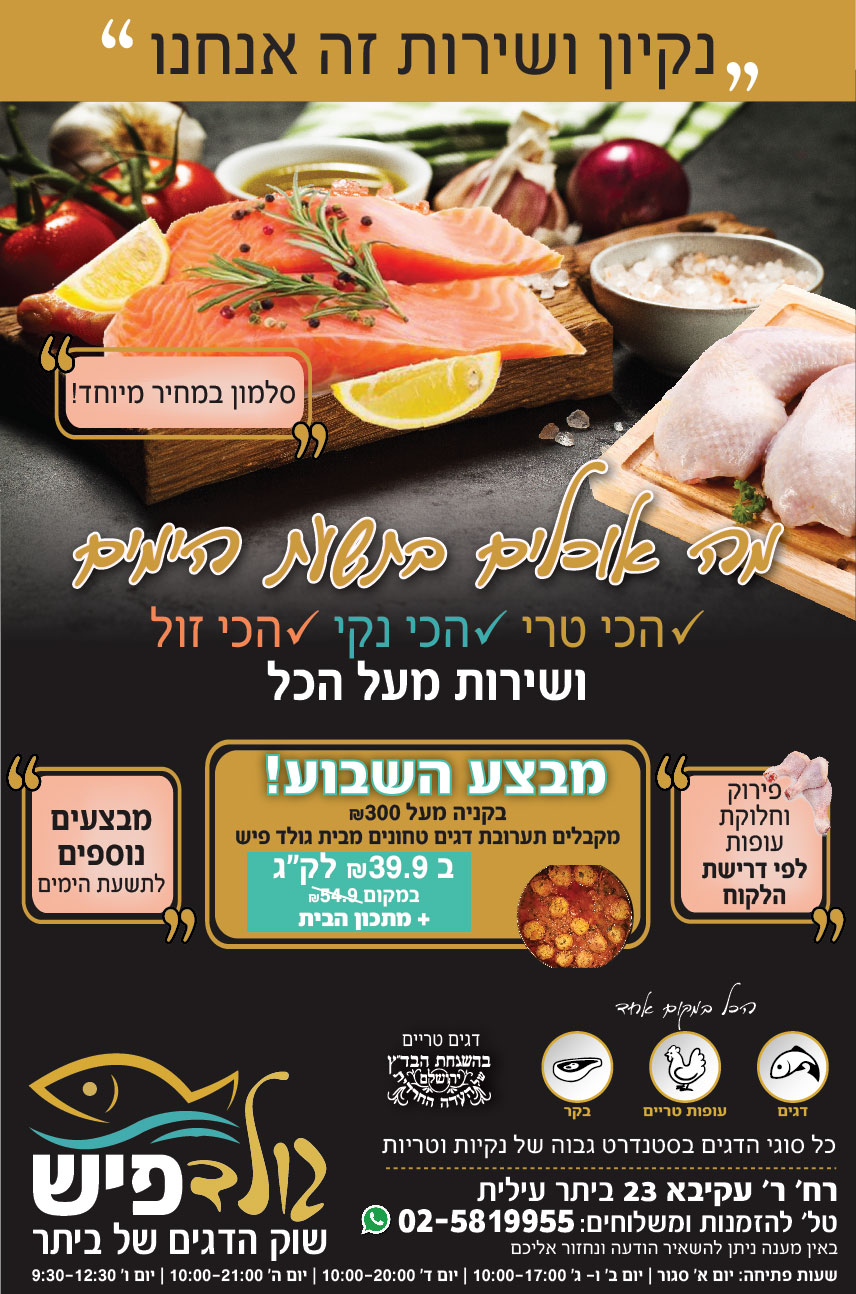 „נקיון ושירות זה אנחנו“
סלמון במחיר מיוחד!
מה אוכלים בתשעת הימים
✓הכי טרי ✓הכי נקי ✓הכי זול
ושירות מעל הכל
פירוק
וחלוקת
עופות
לפי דרישת
הלקוח
מבצע השבוע!
בקניה מעל 300₪
מקבלים תערובת דגים טחונים מבית גולד פיש
ב 39.9₪ לק״ג
במקום 54.9₪
+ מתכון הבית
מבצעים
נוספים
לתשעת הימים
הכל במקום אחד
דגים
עופות טריים
בקר
דגים טריים
בהשגחת הבד״ץ
ירושלים
העדה החרדית
כל סוגי הדגים בסטנדרט גבוה של נקיות וטריות
רח׳ ר׳ עקיבא 23 ביתר עילית
טל׳ להזמנות ומשלוחים: 02-5819955
באין מענה ניתן להשאיר הודעה ונחזור אליכם
גולד פיש
שוק הדגים של ביתר
שעות פתיחה: יום א׳ סגור | יום ב׳ ו- ג׳ 10:00-17:00 | יום ד׳ 10:00-20:00 | יום ה׳ 10:00-21:00 | יום ו׳ 9:30-12:30